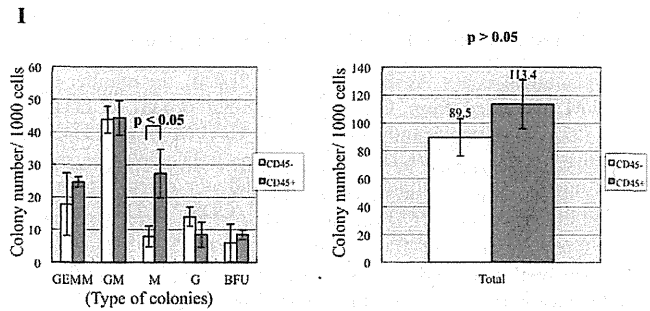 I
p > 0.05
Colony number/ 1000 cells
60
50
40
30
20
10
0
p < 0.05
CD45-
CD45+
GEMM GM M G BFU
(Type of colonies)
Colony number/ 1000 cells
140
120
100
80
60
40
20
0
89.5
113.4
CD45-
CD45+
Total